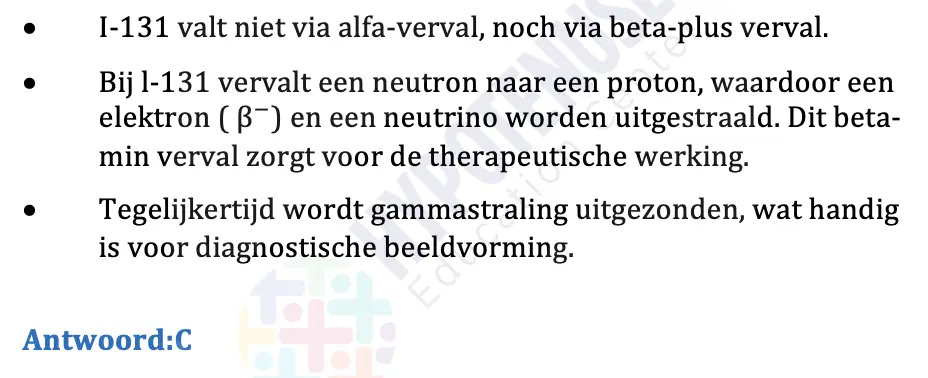 • I-131 valt niet via alfa-verval, noch via beta-plus verval.
• Bij l-131 vervalt een neutron naar een proton, waardoor een
elektron ( β⁻) en een neutrino worden uitgestraald. Dit beta-
min verval zorgt voor de therapeutische werking.
• Tegelijkertijd wordt gammastraling uitgezonden, wat handig
is voor diagnostische beeldvorming.
Antwoord:C
HYPOTENUSE
Education Center